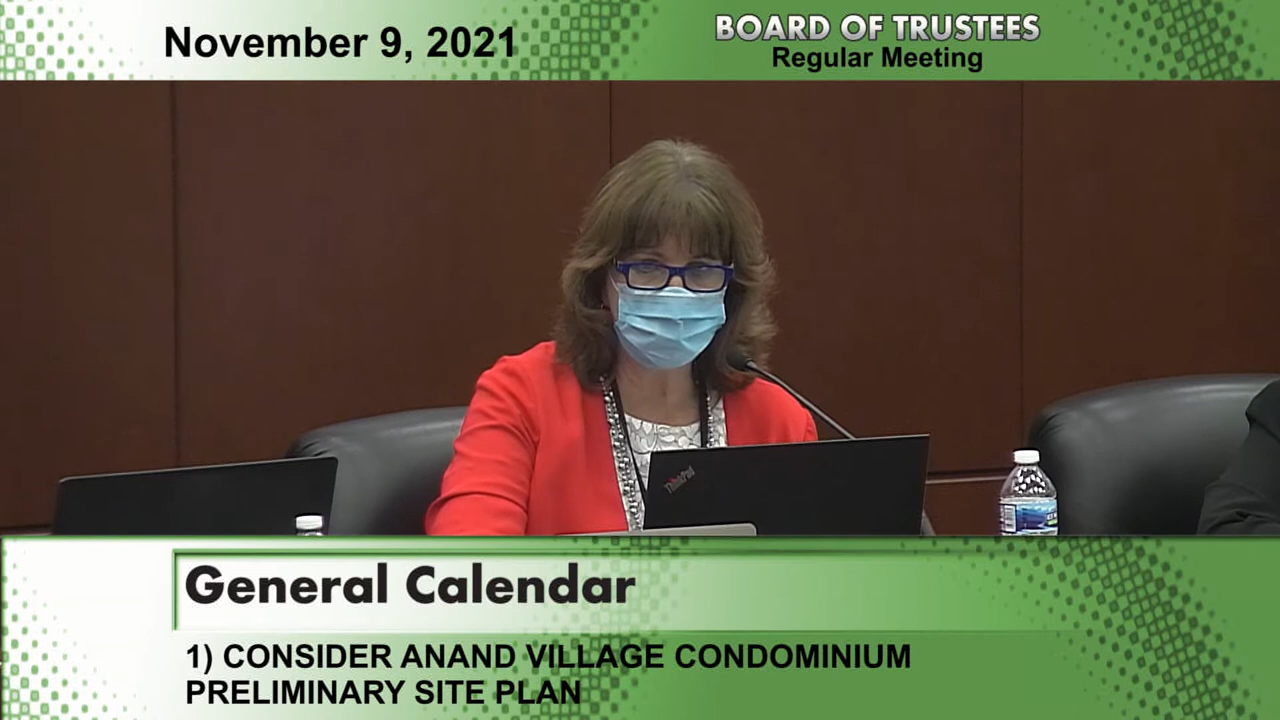 November 9, 2021
BOARD OF TRUSTEES
Regular Meeting
ThinkPad
General Calendar
1) CONSIDER ANAND VILLAGE CONDOMINIUM
PRELIMINARY SITE PLAN